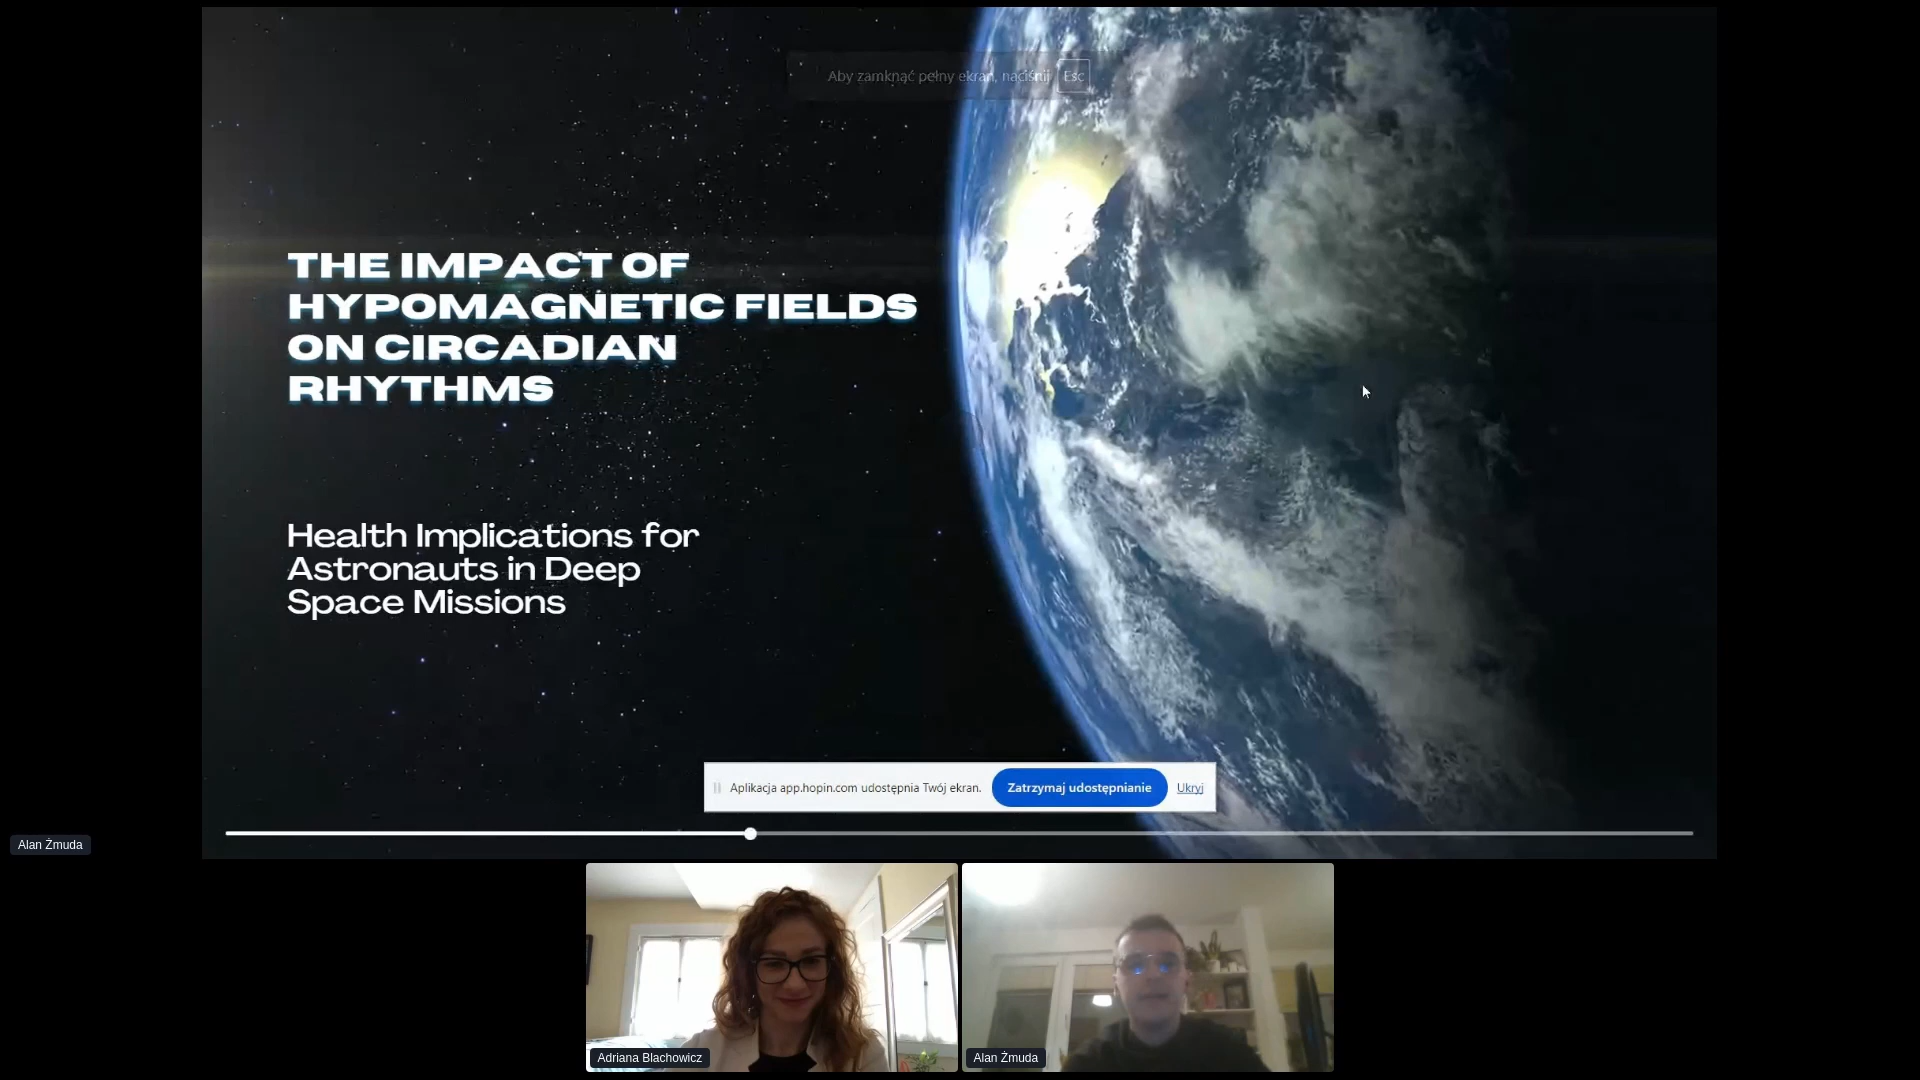 Aby zamknąć pełny ekran, naciśnij Esc
THE IMPACT OF
HYPOMAGNETIC FIELDS
ON CIRCADIAN
RHYTHMS
Health Implications for
Astronauts in Deep
Space Missions
Aplikacja app.hopin.com udostępnia Twój ekran. Zatrzymaj udostępnianie Ukryj
Alan Żmuda
Adriana Blachowicz
Alan Żmuda